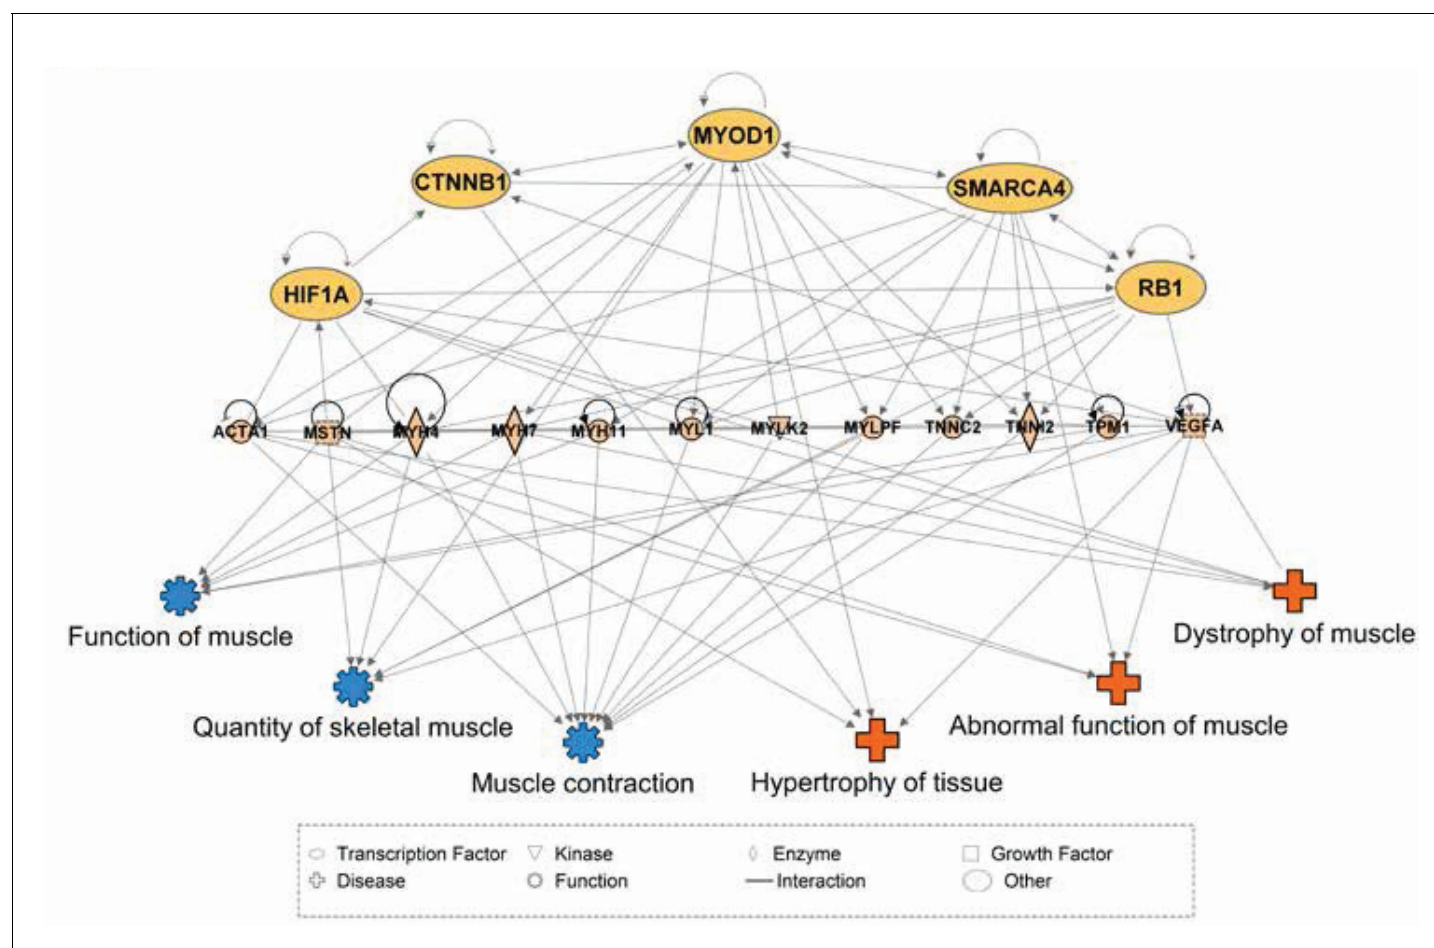 MYOD1
CTNNB1
SMARCA4
HIF1A
RB1
ACTA1 MSTN MYH4 MYH7 MYH11 MYL1 MYLK2 MYLPF TNNC2 TNNI2 TPM1 VEGFA
Function of muscle
Dystrophy of muscle
Quantity of skeletal muscle
Abnormal function of muscle
Muscle contraction
Hypertrophy of tissue
Transcription Factor Kinase Enzyme Growth Factor
Disease Function Interaction Other